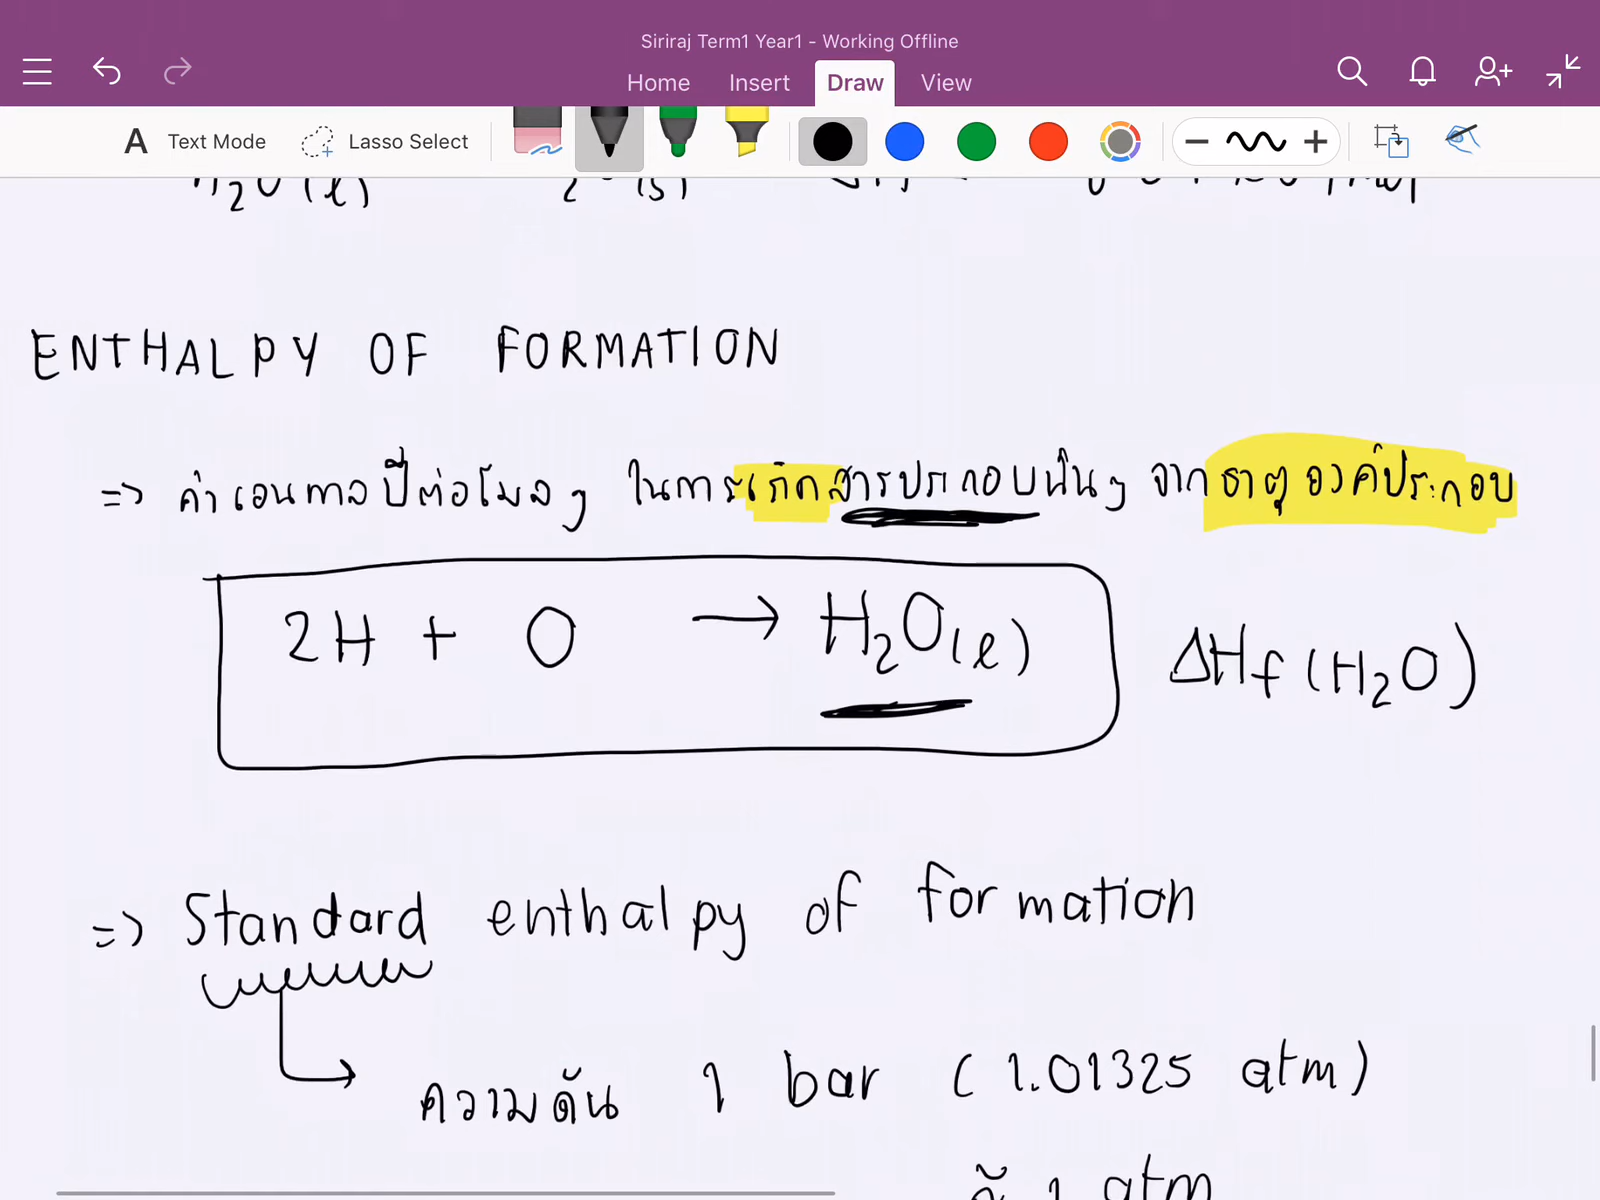 Siriraj Term1 Year1 - Working Offline
Home Insert Draw View
A Text Mode Lasso Select
H2O (l) (s)
ENTHALPY OF FORMATION
=> ค่าเอนทาลปีต่อโมลๆ ในการเกิดสารประกอบนั้นๆ จากธาตุองค์ประกอบ
2H + O → H2O(l) ΔHf (H2O)
=> Standard enthalpy of formation
ความดัน 1 bar (1.01325 atm)
1 atm